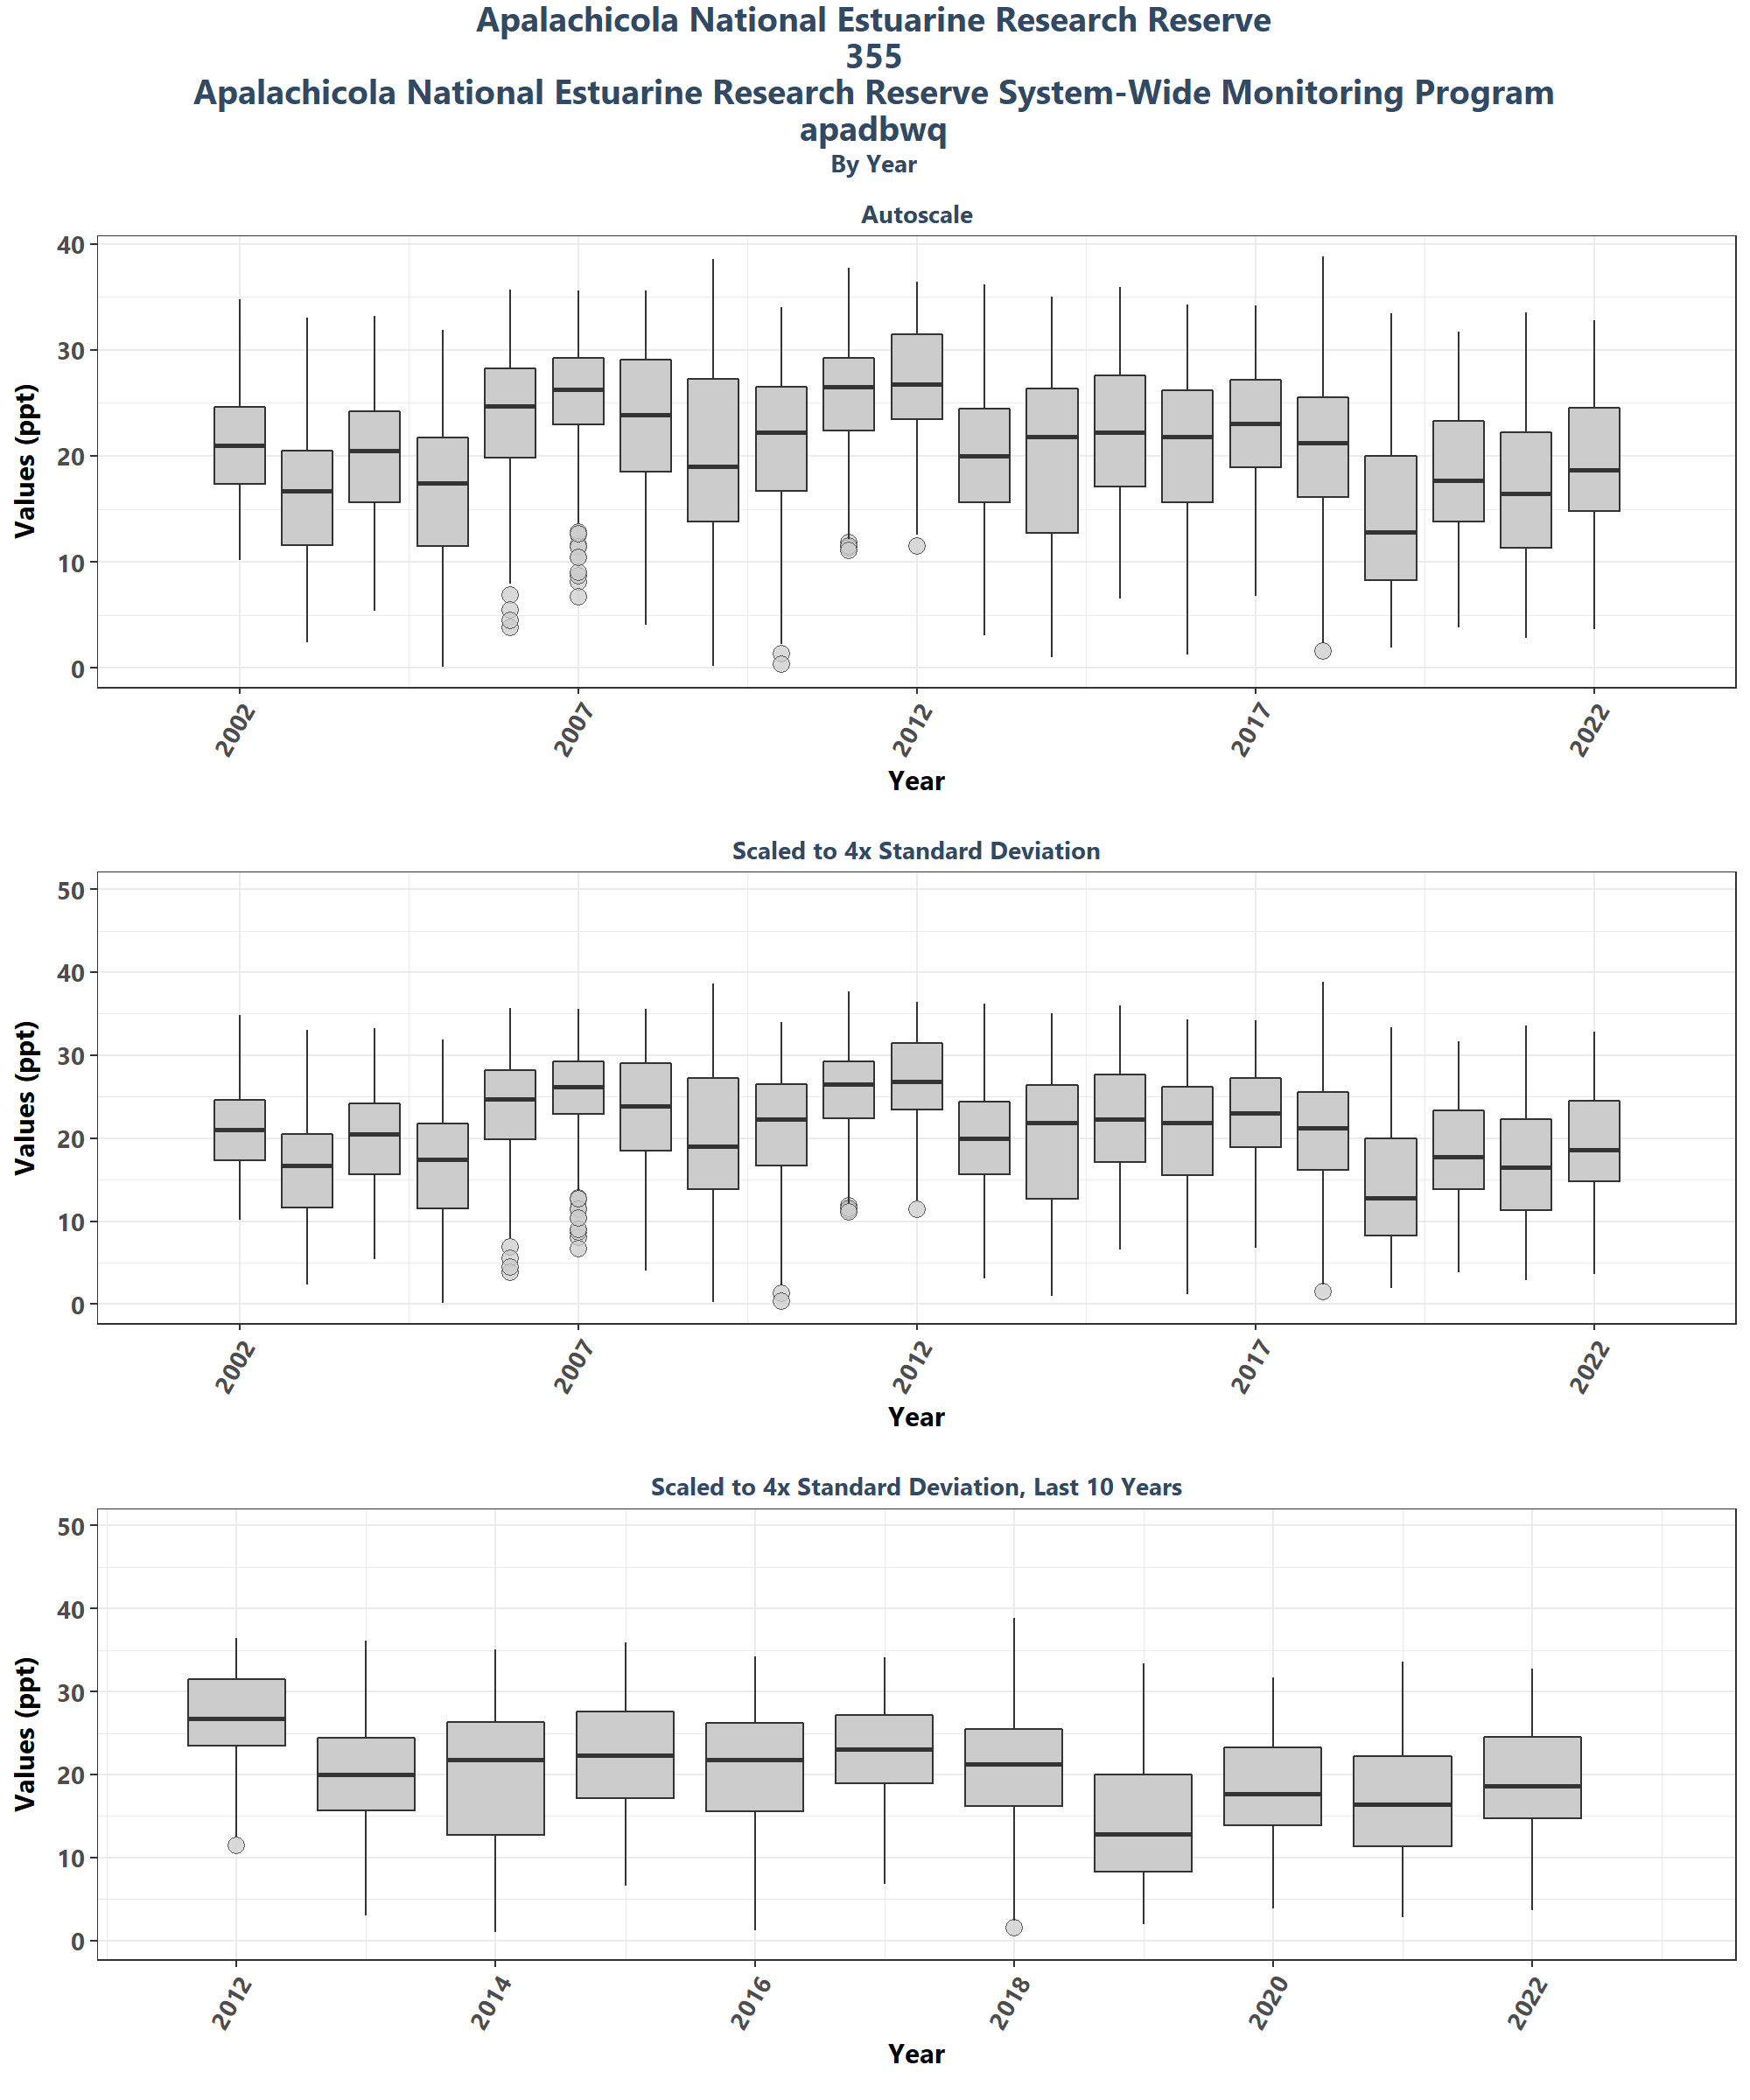 Apalachicola National Estuarine Research Reserve
355
Apalachicola National Estuarine Research Reserve System-Wide Monitoring Program
apadbwq
By Year
Autoscale
Values (ppt)
40
30
20
10
0
2002 2007 2012 2017 2022
Year
Scaled to 4x Standard Deviation
Values (ppt)
50
40
30
20
10
0
2002 2007 2012 2017 2022
Year
Scaled to 4x Standard Deviation, Last 10 Years
Values (ppt)
50
40
30
20
10
0
2012 2014 2016 2018 2020 2022
Year